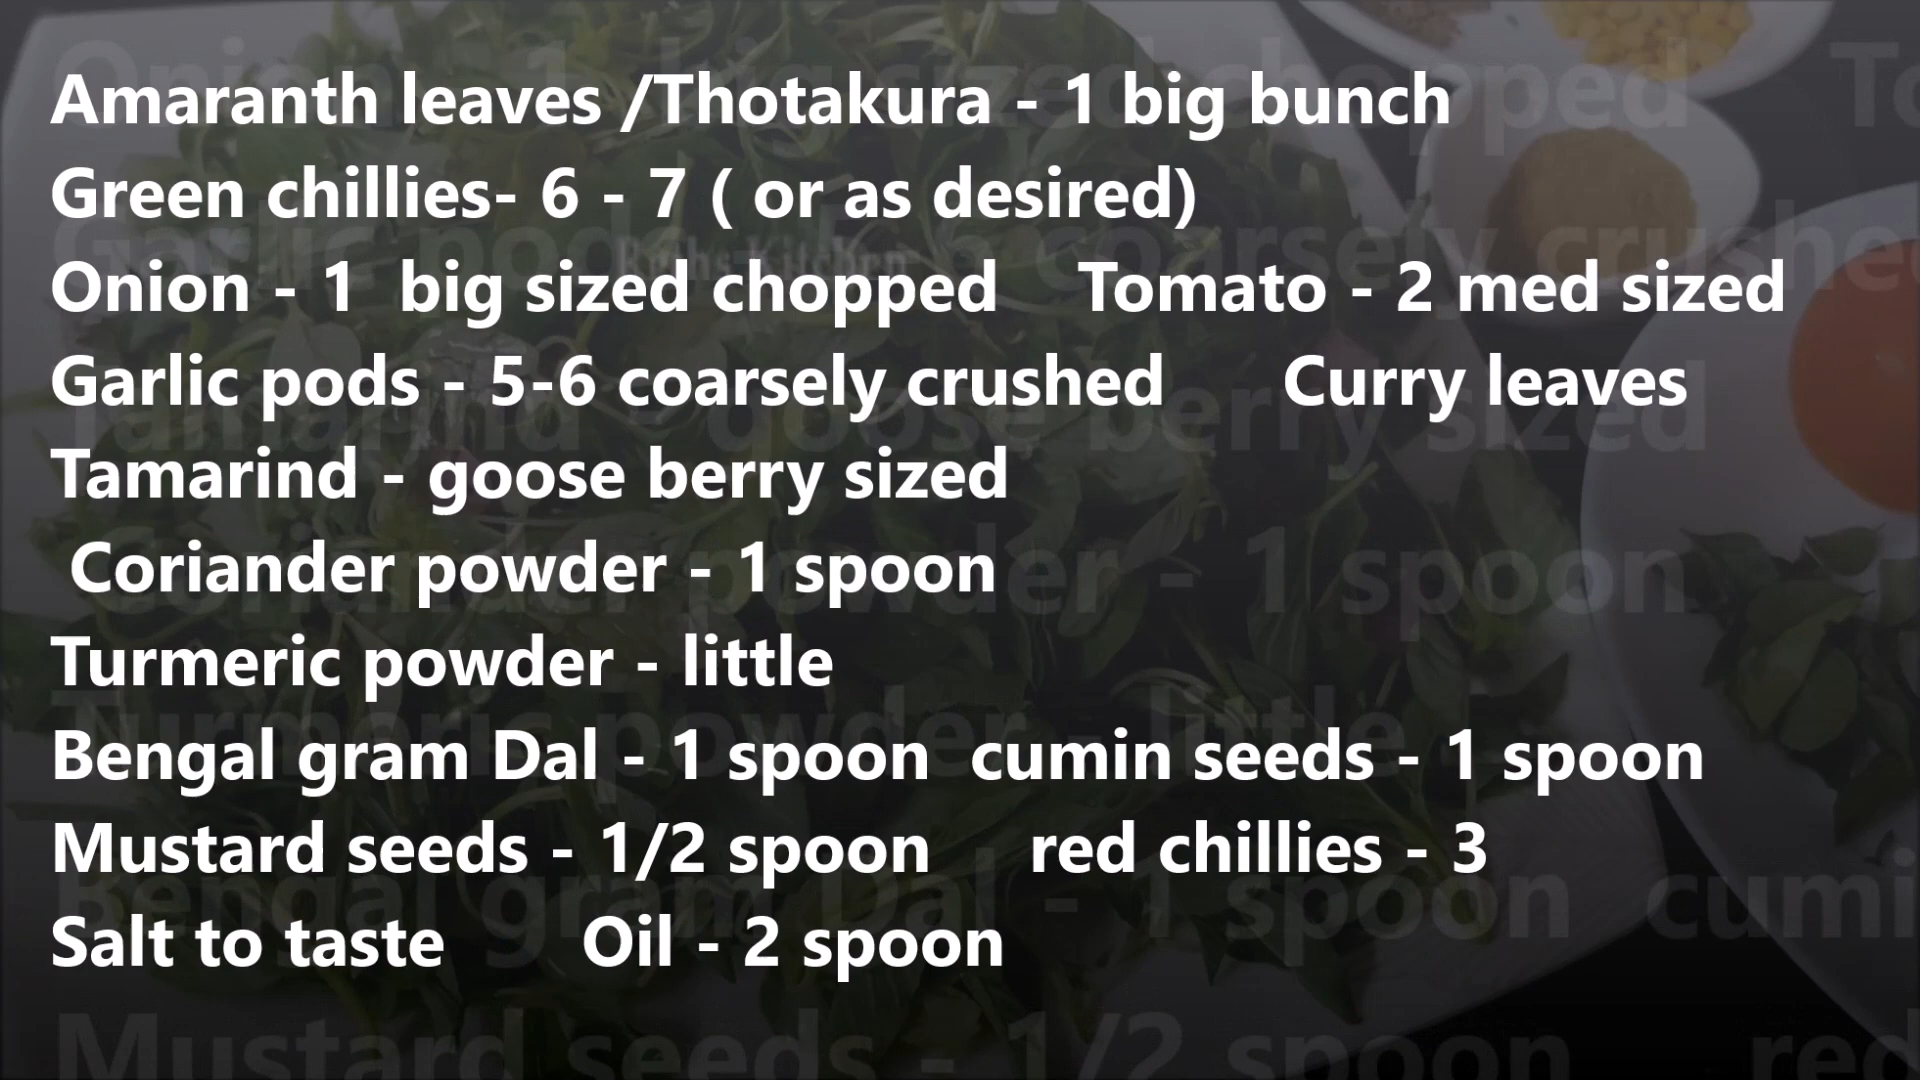 Amaranth leaves /Thotakura - 1 big bunch
Green chillies- 6 - 7 ( or as desired)
Onion - 1  big sized chopped    Tomato - 2 med sized
Garlic pods - 5-6 coarsely crushed      Curry leaves
Tamarind - goose berry sized
Coriander powder - 1 spoon
Turmeric powder - little
Bengal gram Dal - 1 spoon  cumin seeds - 1 spoon
Mustard seeds - 1/2 spoon     red chillies - 3
Salt to taste       Oil - 2 spoon